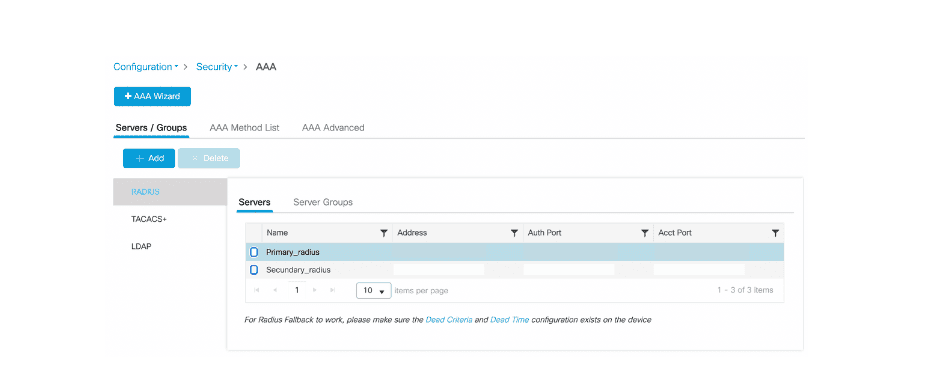 Configuration > Security > AAA
+ AAA Wizard
Servers / Groups AAA Method List AAA Advanced
+ Add × Delete
RADIUS
TACACS+
LDAP
Servers Server Groups
Name Address Auth Port Acct Port
Primary_radius
Secundary_radius
1 10 items per page 1 - 3 of 3 items
For Radius Fallback to work, please make sure the Dead Criteria and Dead Time configuration exists on the device